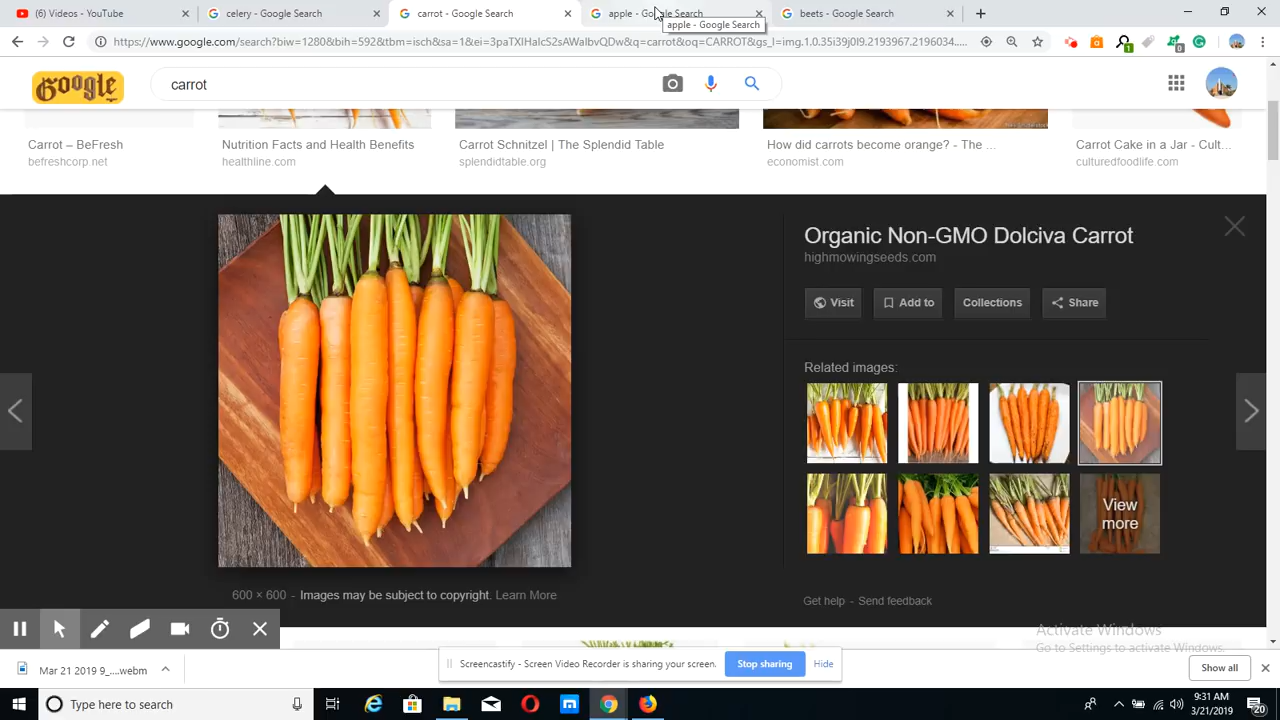 (6) Videos - YouTube
celery - Google Search
carrot - Google Search
apple - Google Search
beets - Google Search
apple - Google Search
https://www.google.com/search?biw=1280&bih=592&tbm=isch&sa=1&ei=3paTXIHalcS2sAWalbvQDw&q=carrot&oq=CARROT&gs_l=img.1.0.35i39j0l9.2193967.2196034....
1
0
Google
carrot
Carrot – BeFresh
befreshcorp.net
Nutrition Facts and Health Benefits
healthline.com
Carrot Schnitzel | The Splendid Table
splendidtable.org
How did carrots become orange? - The ...
economist.com
Carrot Cake in a Jar - Cult...
culturedfoodlife.com
Organic Non-GMO Dolciva Carrot
highmowingseeds.com
Visit
Add to
Collections
Share
Related images:
View
more
600 × 600 - Images may be subject to copyright. Learn More
Get help - Send feedback
Activate Windows
Go to Settings to activate Windows.
Mar 21 2019 9_....webm
Screencastify - Screen Video Recorder is sharing your screen.
Stop sharing
Hide
Show all
Type here to search
9:31 AM
3/21/2019
20